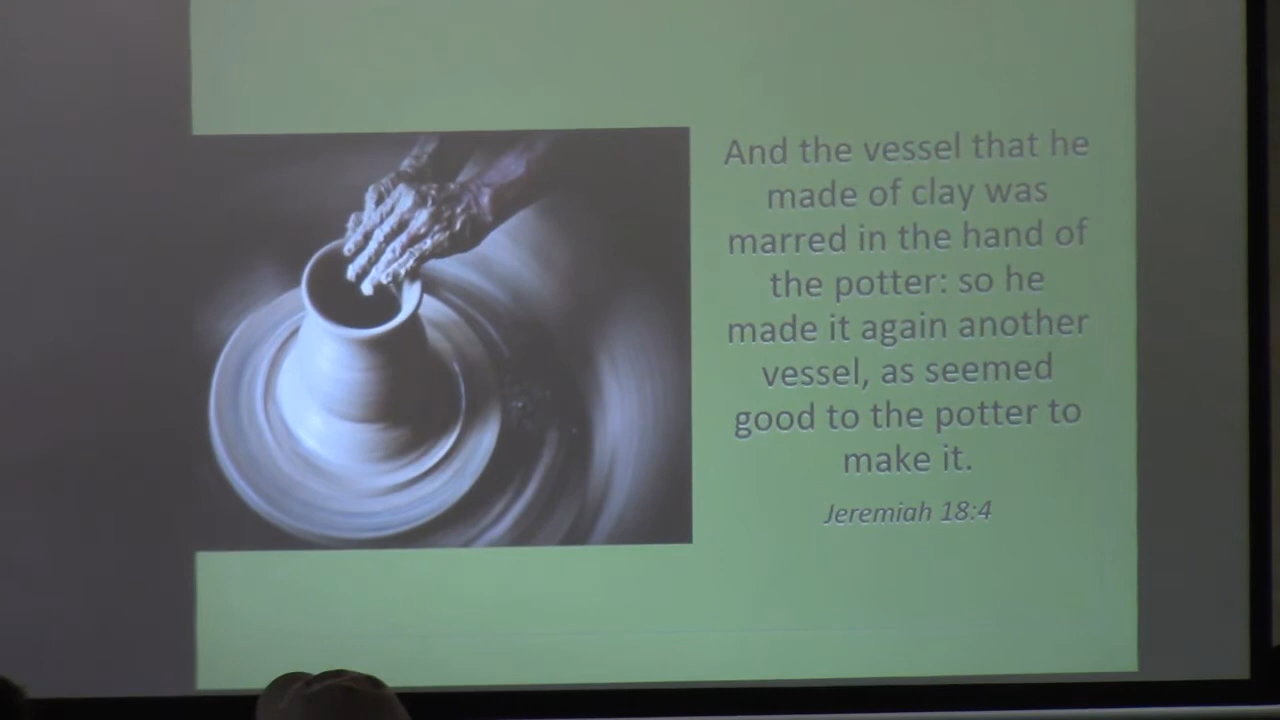 And the vessel that he
made of clay was
marred in the hand of
the potter: so he
made it again another
vessel, as seemed
good to the potter to
make it.
Jeremiah 18:4